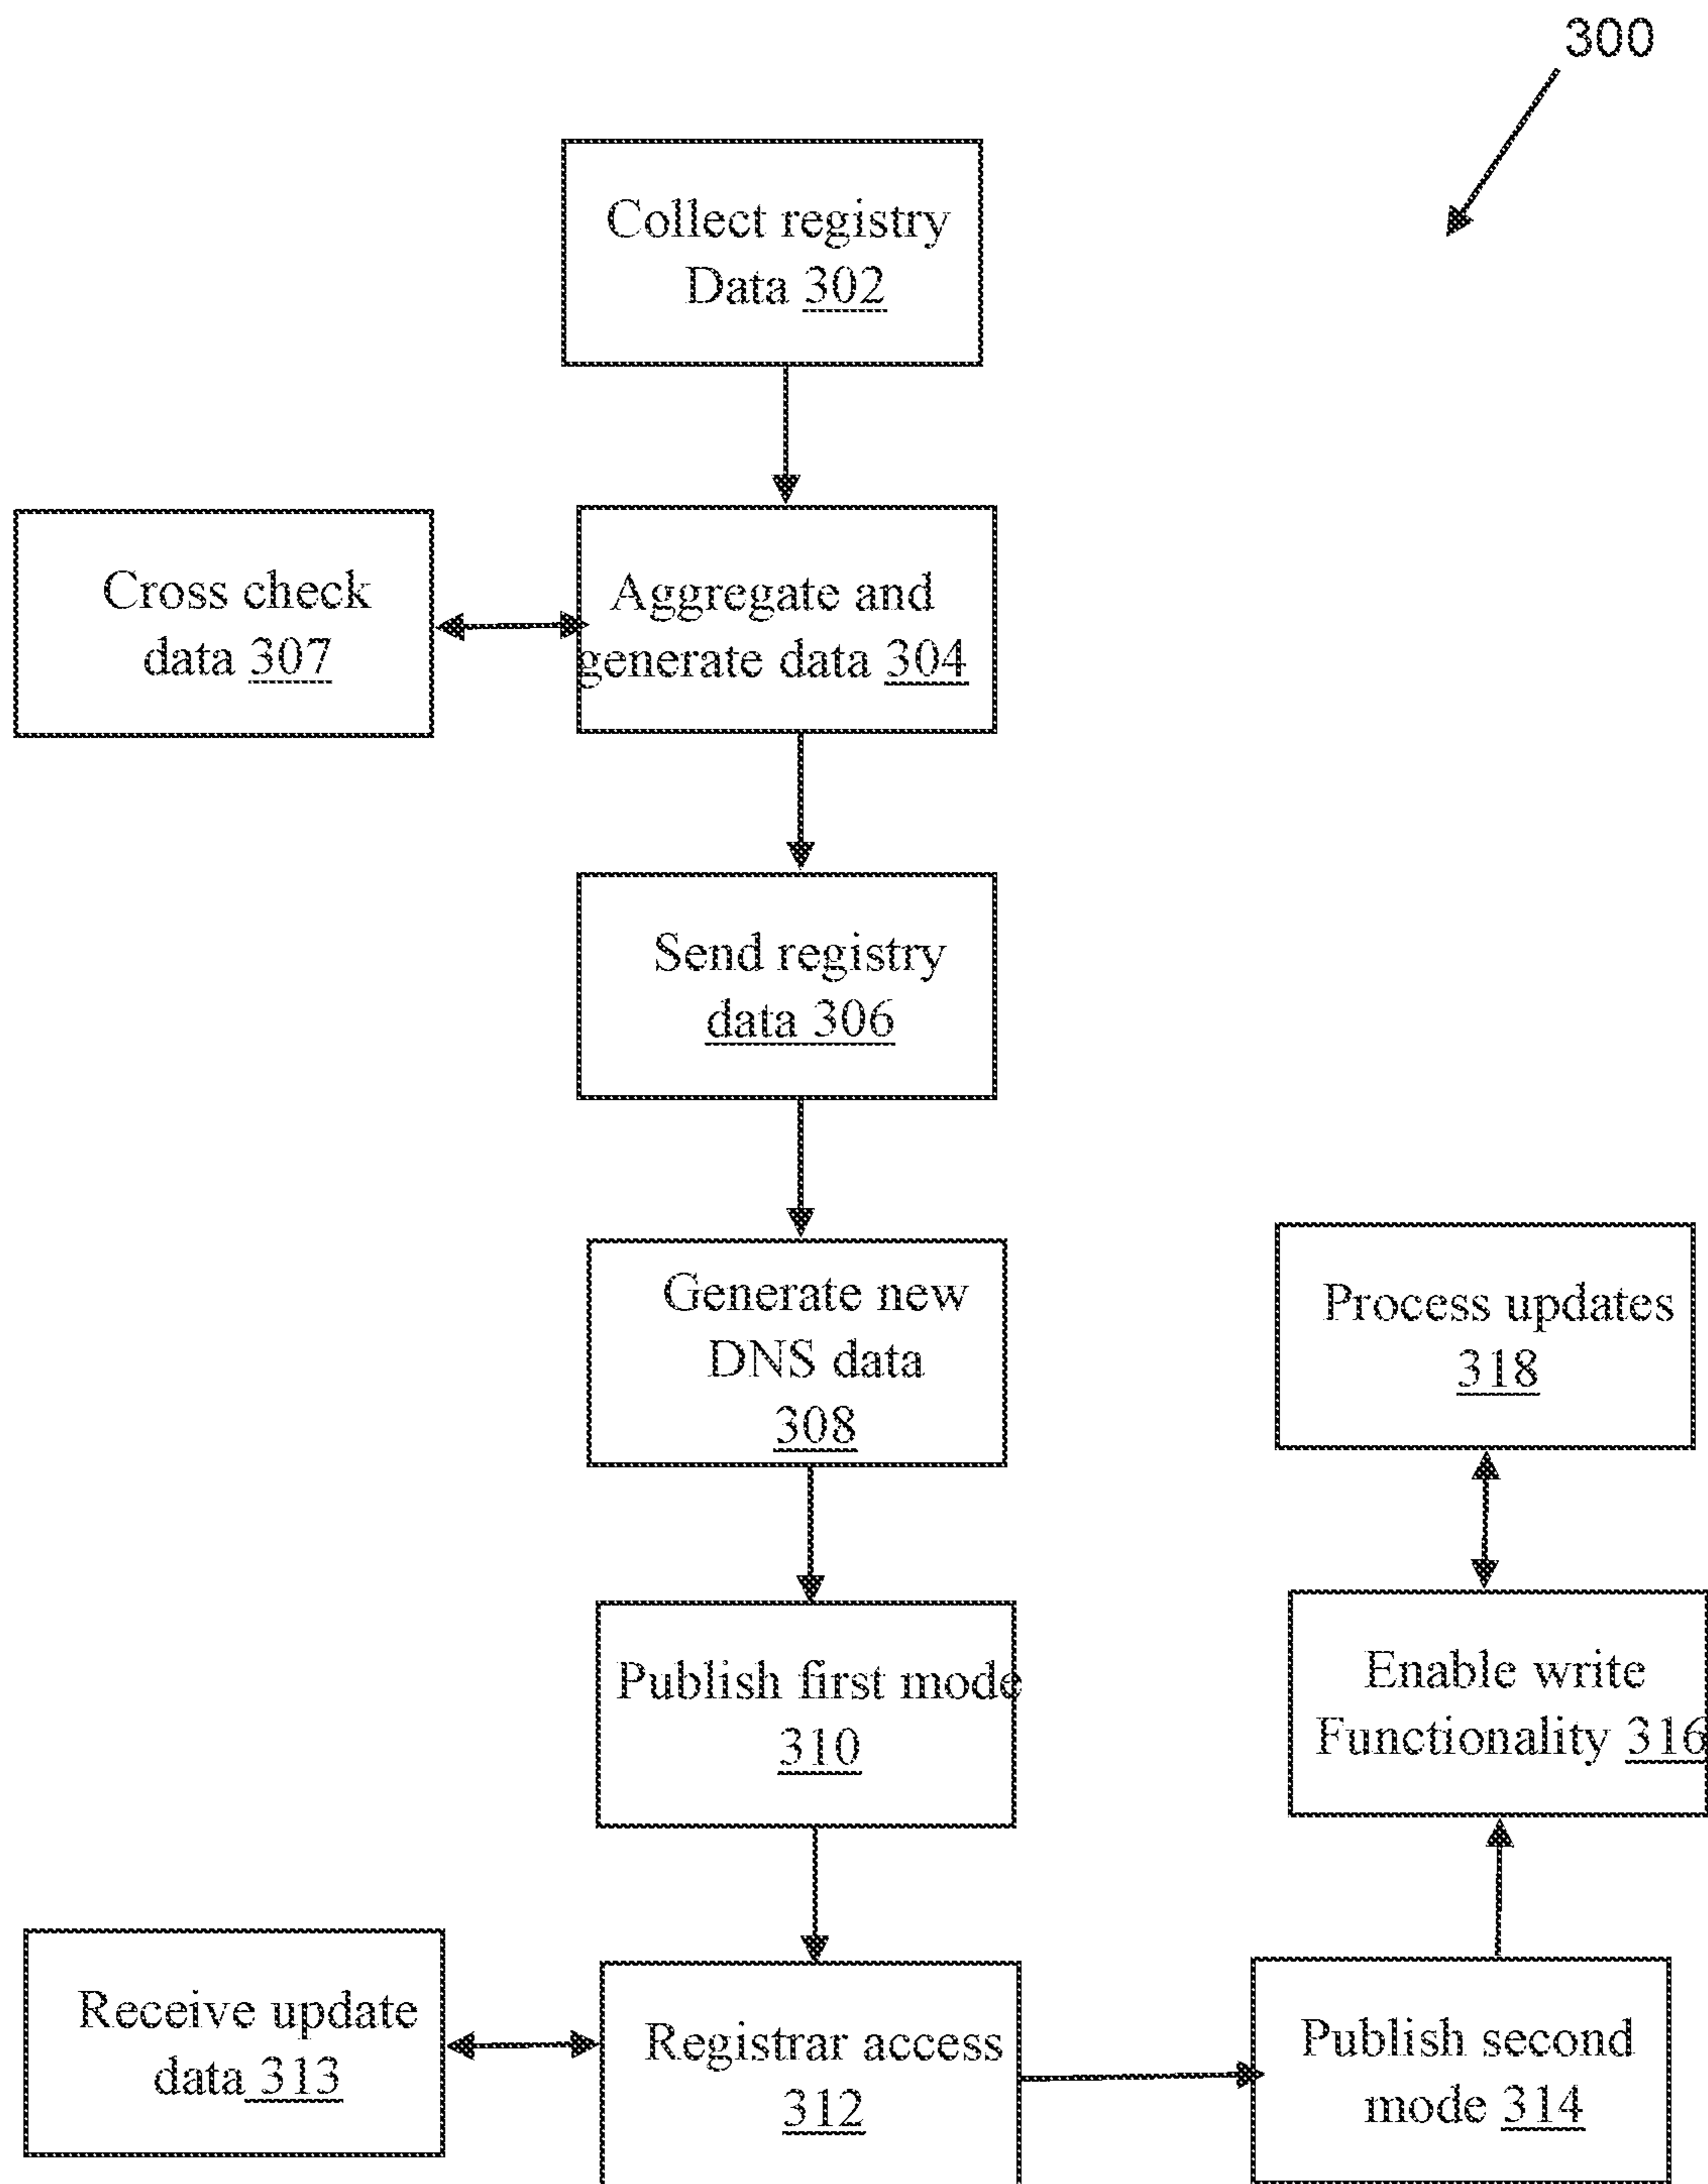 300
Collect registry
Data 302
Cross check
data 307
Aggregate and
generate data 304
Send registry
data 306
Generate new
DNS data
308
Process updates
318
Publish first mode
310
Enable write
Functionality 316
Receive update
data 313
Registrar access
312
Publish second
mode 314